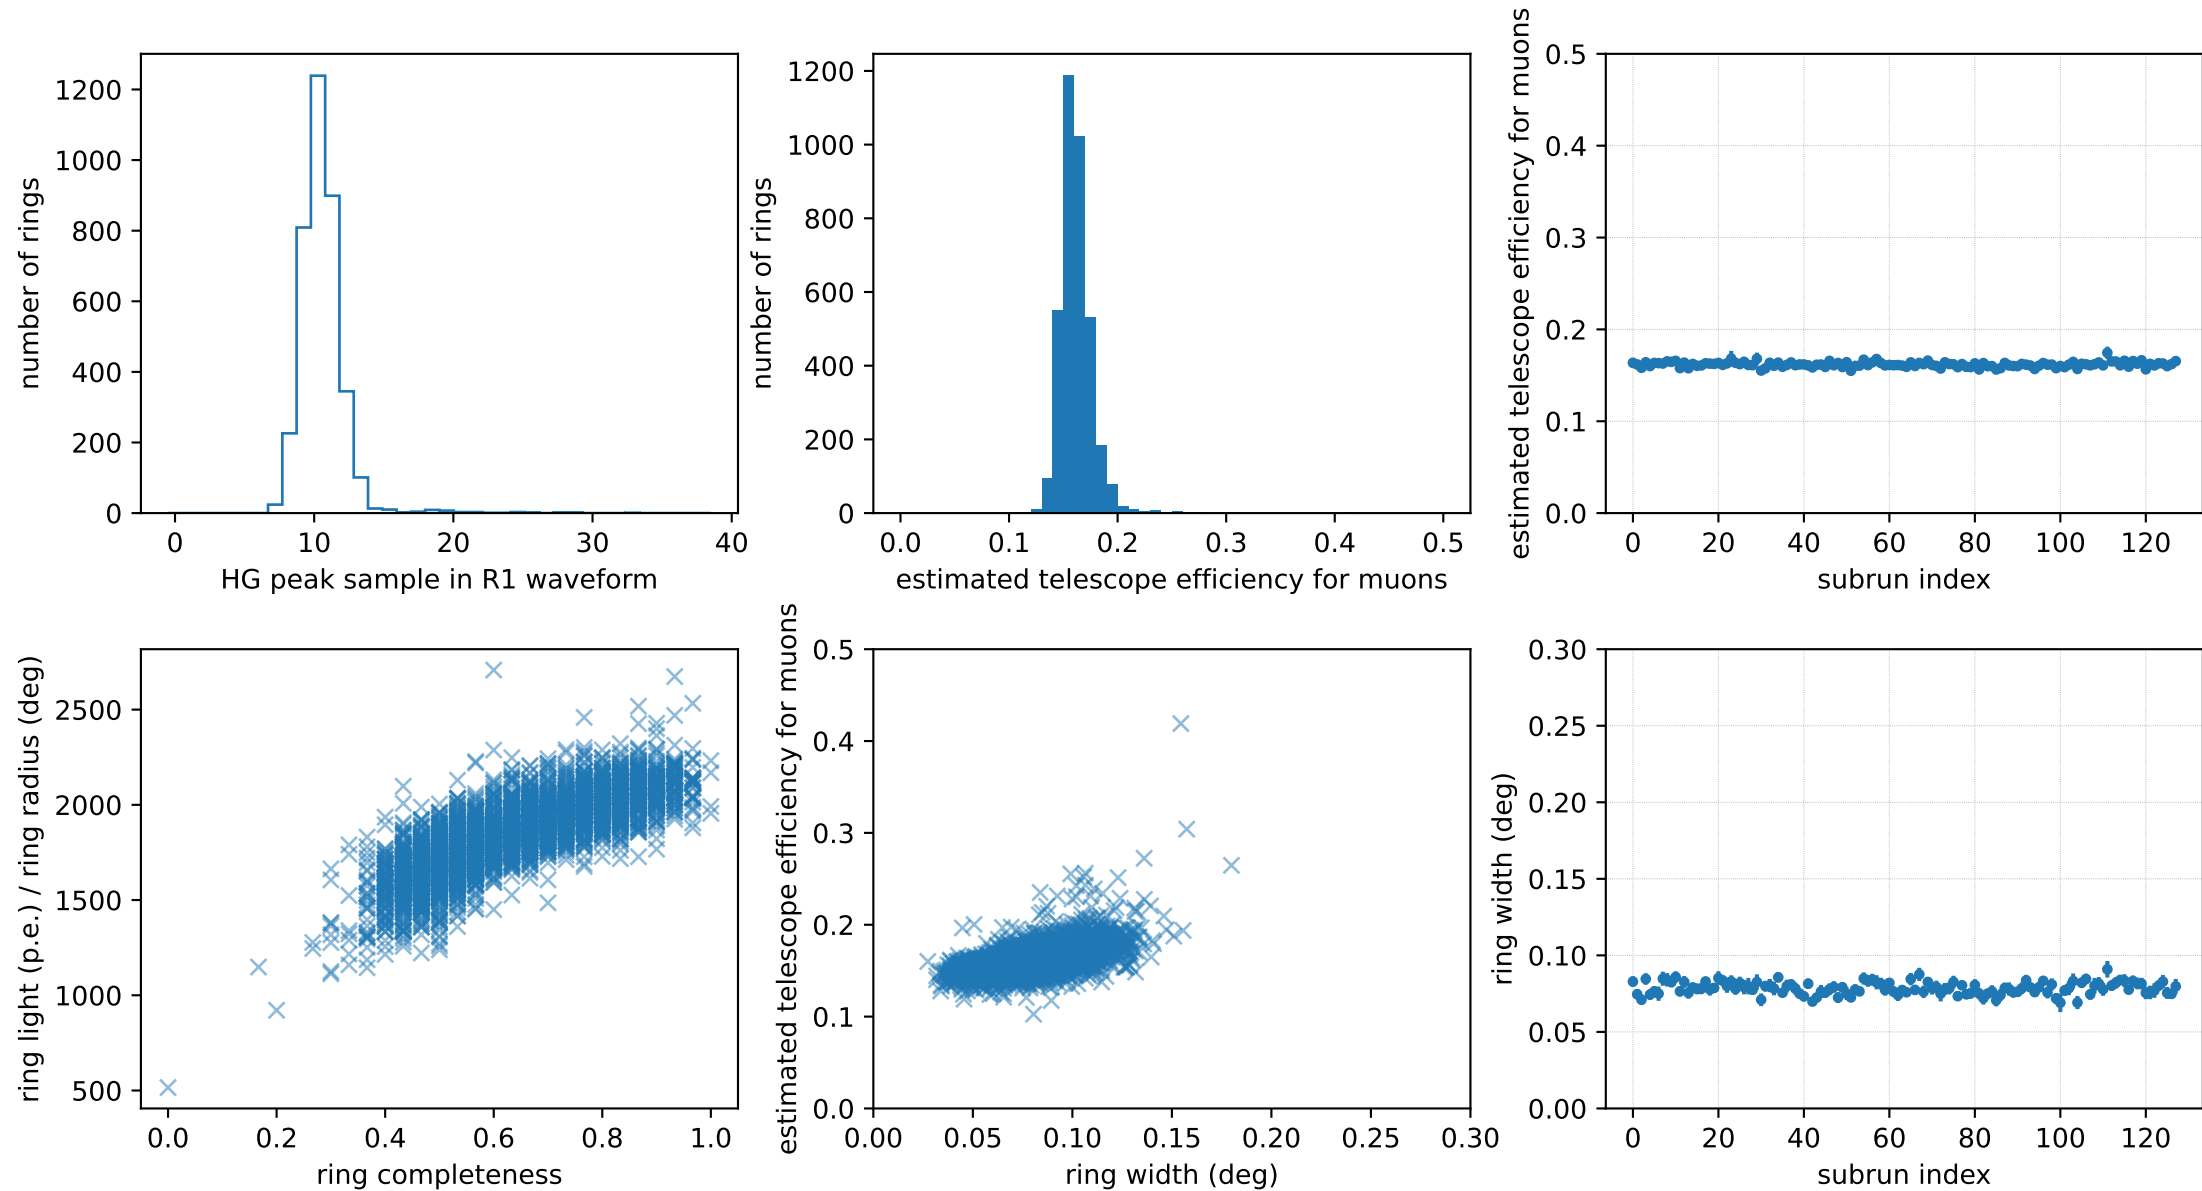 number of rings
1200
1000
800
600
400
200
0
0 10 20 30 40
HG peak sample in R1 waveform
number of rings
1200
1000
800
600
400
200
0
0.0 0.1 0.2 0.3 0.4 0.5
estimated telescope efficiency for muons
estimated telescope efficiency for muons
0.5
0.4
0.3
0.2
0.1
0.0
0 20 40 60 80 100 120
subrun index
ring light (p.e.) / ring radius (deg)
2500
2000
1500
1000
500
0.0 0.2 0.4 0.6 0.8 1.0
ring completeness
estimated telescope efficiency for muons
0.5
0.4
0.3
0.2
0.1
0.0
0.00 0.05 0.10 0.15 0.20 0.25 0.30
ring width (deg)
ring width (deg)
0.30
0.25
0.20
0.15
0.10
0.05
0.00
0 20 40 60 80 100 120
subrun index